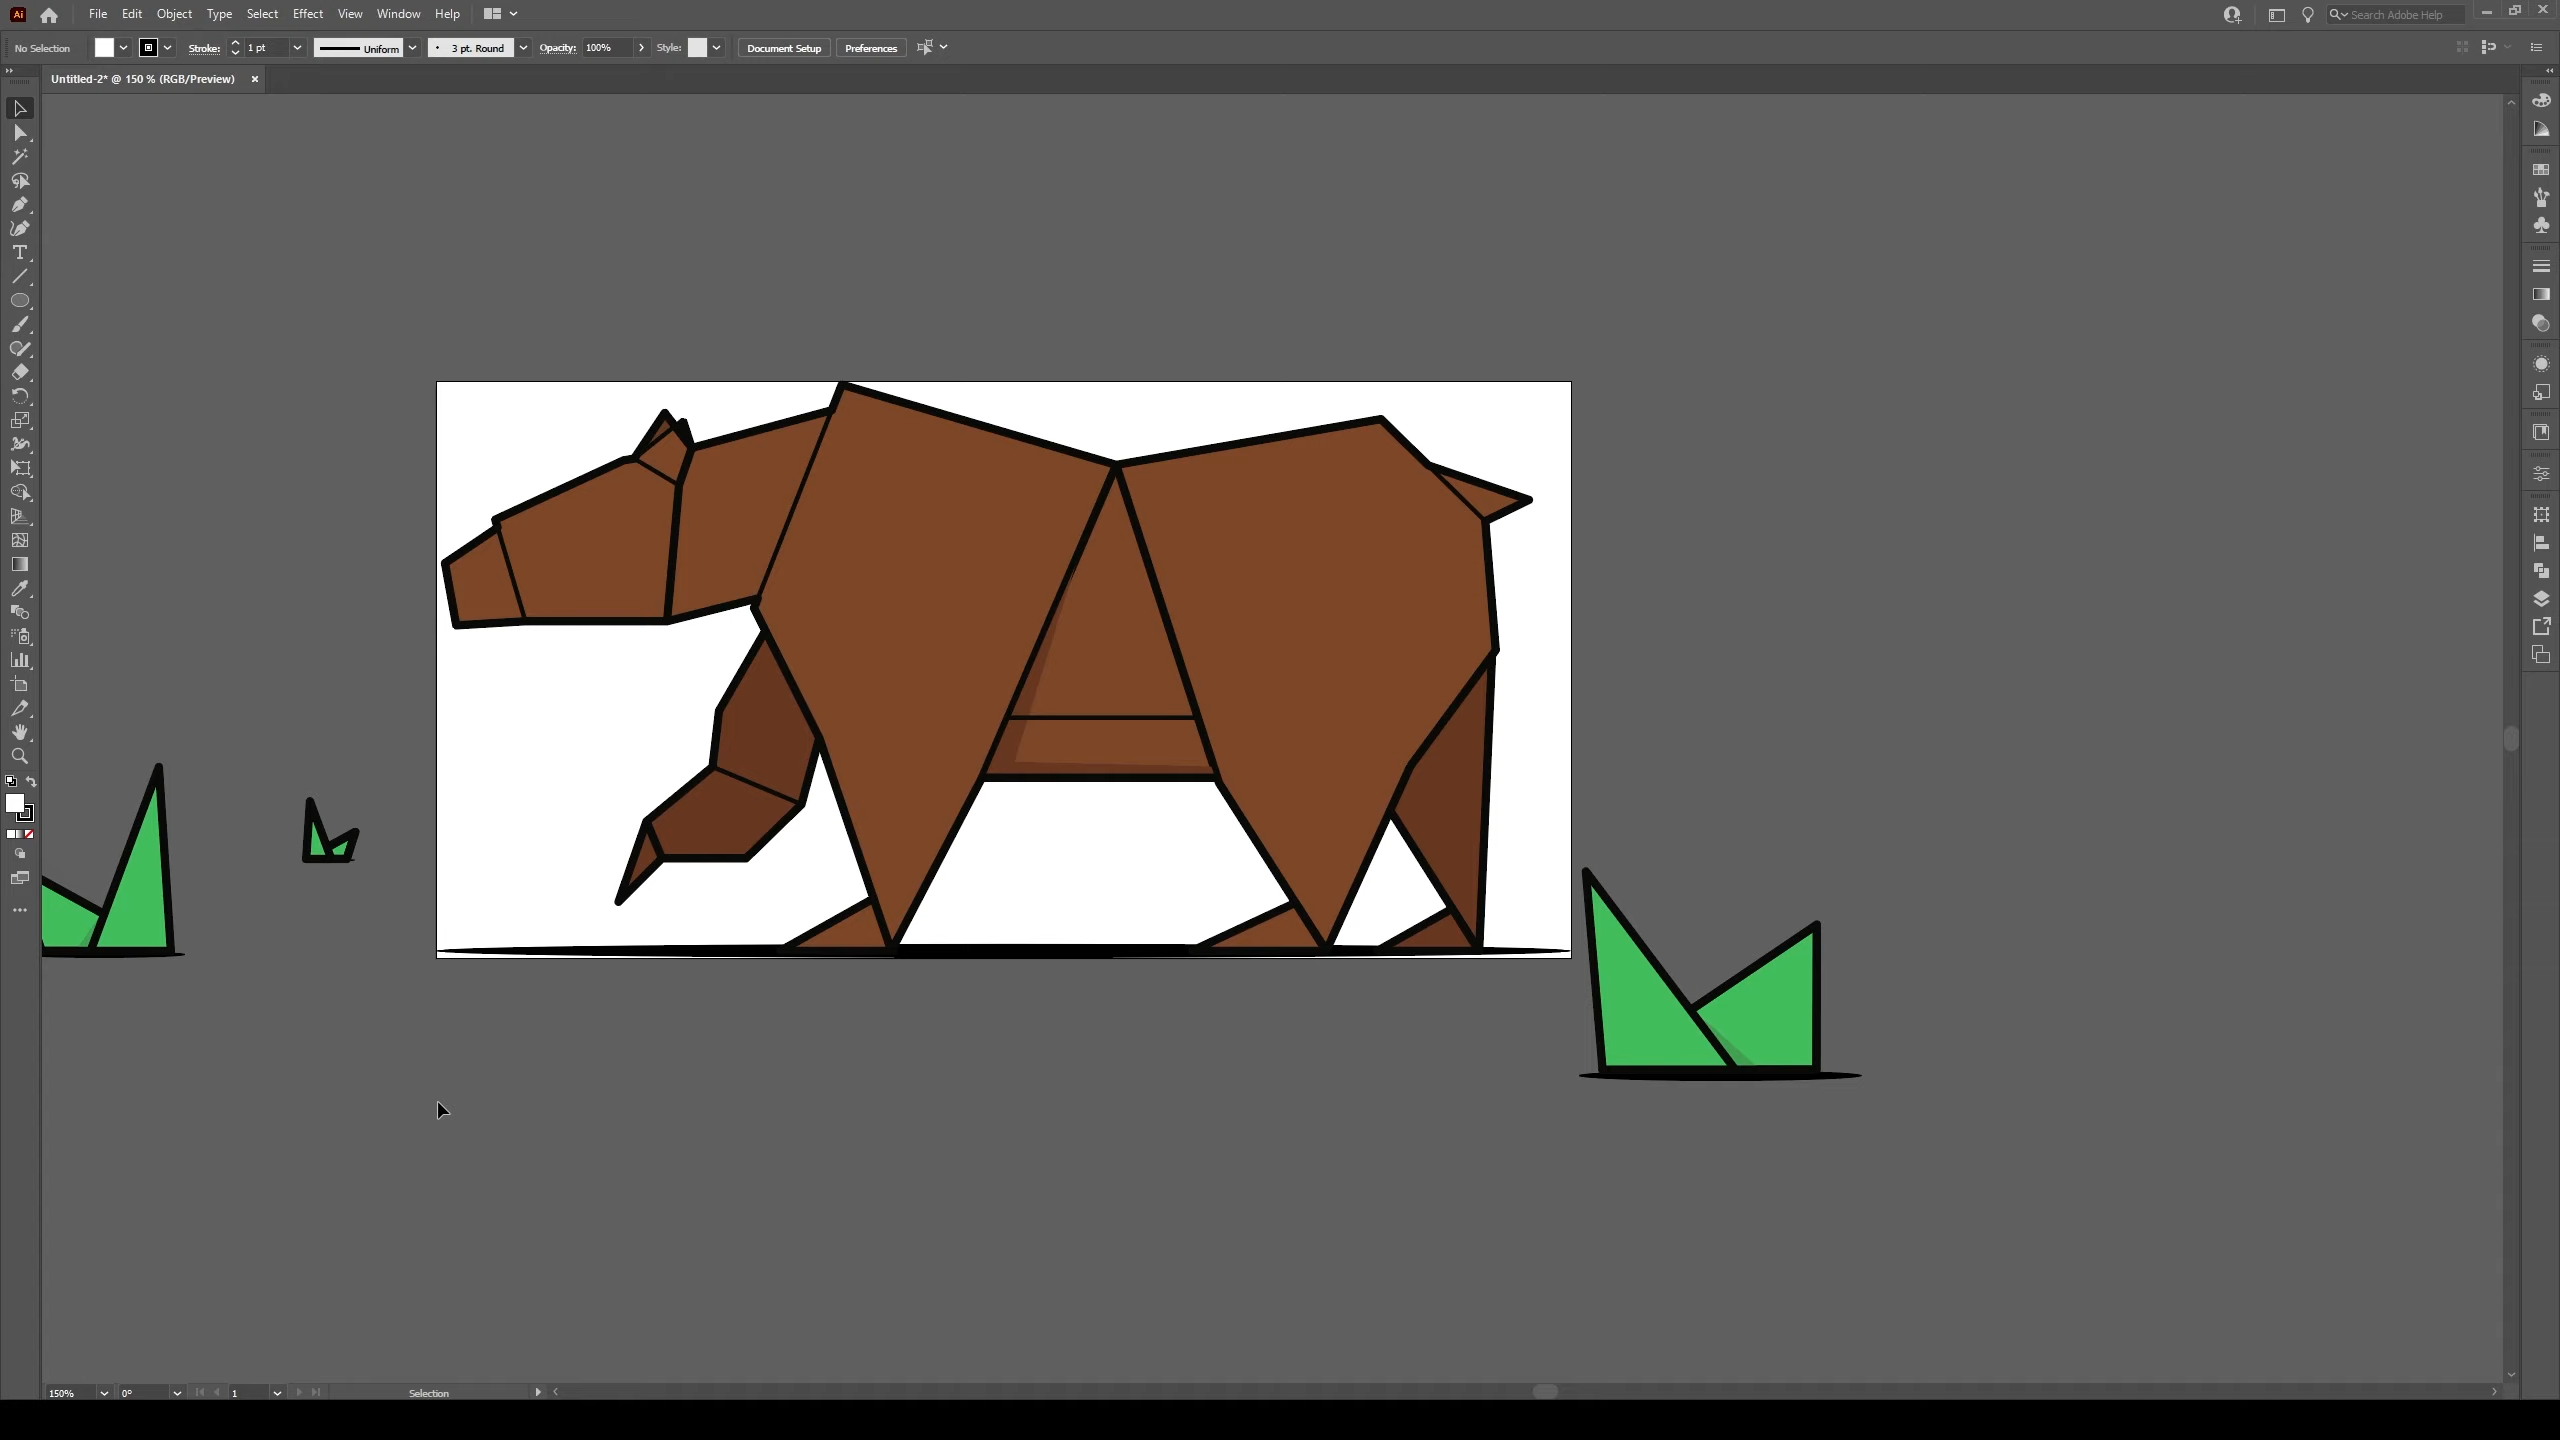 Ai File Edit Object Type Select Effect View Window Help Search Adobe Help
No Selection Stroke: 1 pt Uniform 3 pt. Round Opacity: 100% Style: Document Setup Preferences
Untitled-2* @ 150 % (RGB/Preview)
150% 0° 1 Selection